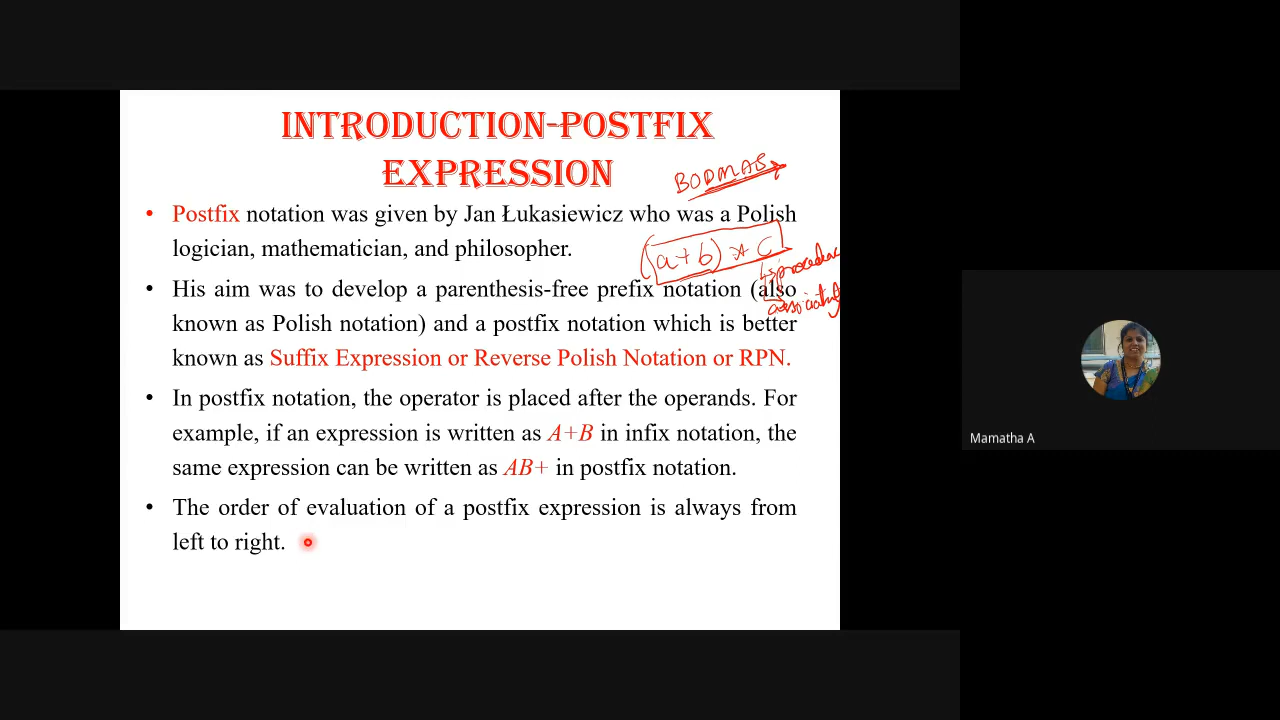 INTRODUCTION-POSTFIX
EXPRESSION
BODMAS
• Postfix notation was given by Jan Łukasiewicz who was a Polish
logician, mathematician, and philosopher.
(a+b) * C
• His aim was to develop a parenthesis-free prefix notation (also
known as Polish notation) and a postfix notation which is better
known as Suffix Expression or Reverse Polish Notation or RPN.
• In postfix notation, the operator is placed after the operands. For
example, if an expression is written as A+B in infix notation, the
same expression can be written as AB+ in postfix notation.
• The order of evaluation of a postfix expression is always from
left to right.
Mamatha A